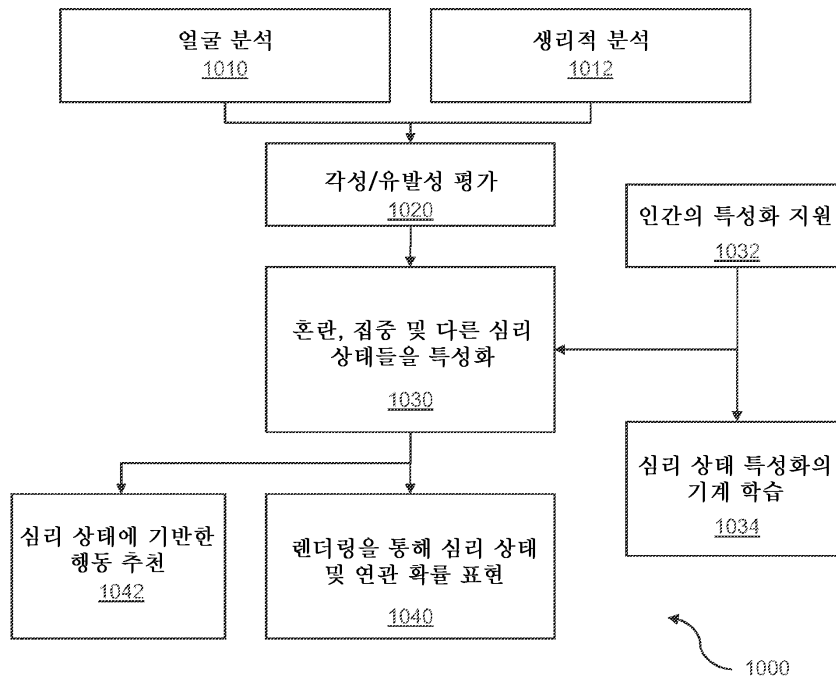 얼굴 분석
1010
생리적 분석
1012
각성/유발성 평가
1020
인간의 특성화 지원
1032
혼란, 집중 및 다른 심리
상태들을 특성화
1030
심리 상태 특성화의
기계 학습
1034
심리 상태에 기반한
행동 추천
1042
렌더링을 통해 심리 상태
및 연관 확률 표현
1040
1000